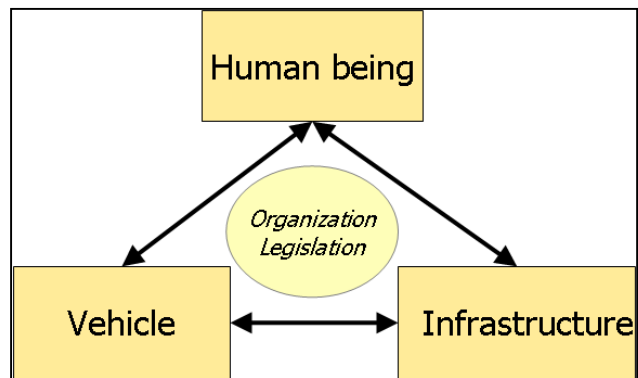 Human being
Organization
Legislation
Vehicle
Infrastructure